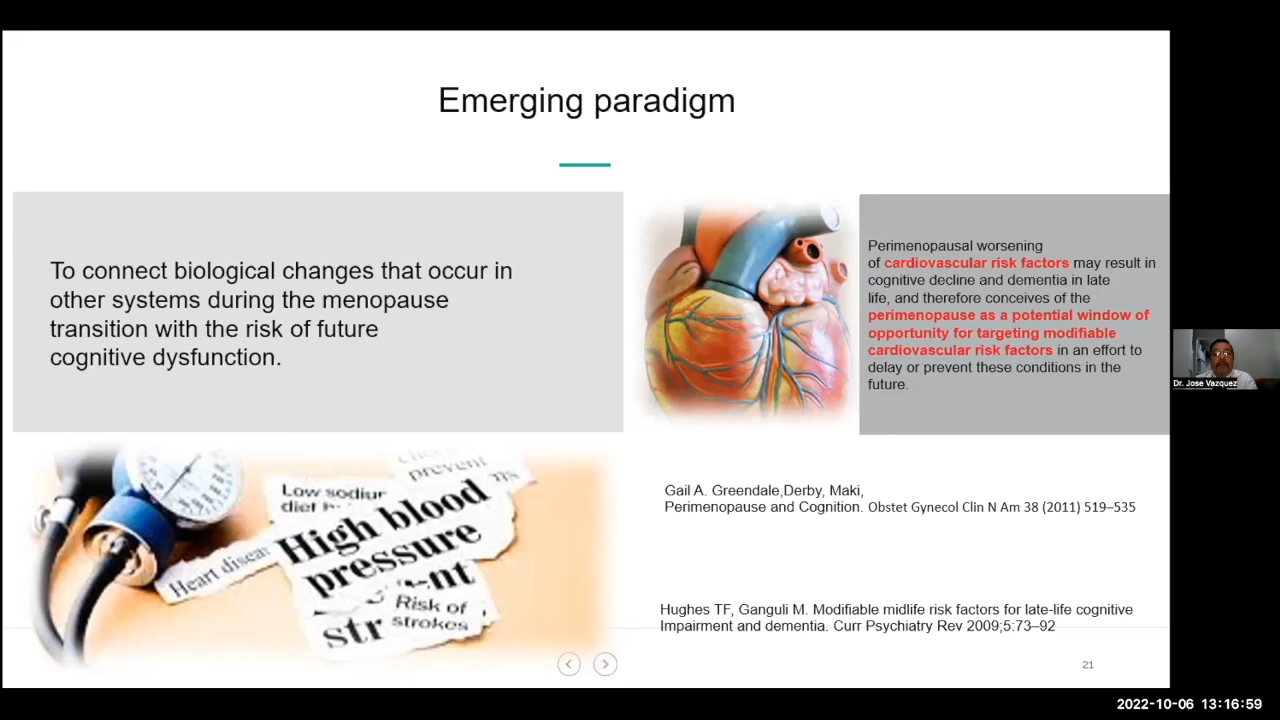 Emerging paradigm
To connect biological changes that occur in
other systems during the menopause
transition with the risk of future
cognitive dysfunction.
Perimenopausal worsening
of cardiovascular risk factors may result in
cognitive decline and dementia in late
life, and therefore conceives of the
perimenopause as a potential window of
opportunity for targeting modifiable
cardiovascular risk factors in an effort to
delay or prevent these conditions in the
future.
prevent
Low sodiur
diet
High blood
pressure
Heart disea
Risk of
strokes
str
Gail A. Greendale,Derby, Maki,
Perimenopause and Cognition. Obstet Gynecol Clin N Am 38 (2011) 519–535
Hughes TF, Ganguli M. Modifiable midlife risk factors for late-life cognitive
Impairment and dementia. Curr Psychiatry Rev 2009;5:73–92
21
Dr. Jose Vazquez
2022-10-06 13:16:59